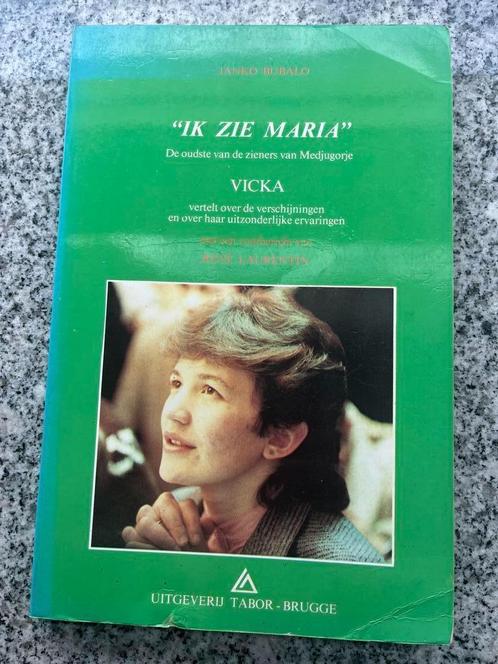 JANKO BUBALO
"IK ZIE MARIA"
De oudste van de zieners van Medjugorje
VICKA
vertelt over de verschijningen
en over haar uitzonderlijke ervaringen
RENÉ LAURENTIN
UITGEVERIJ TABOR - BRUGGE